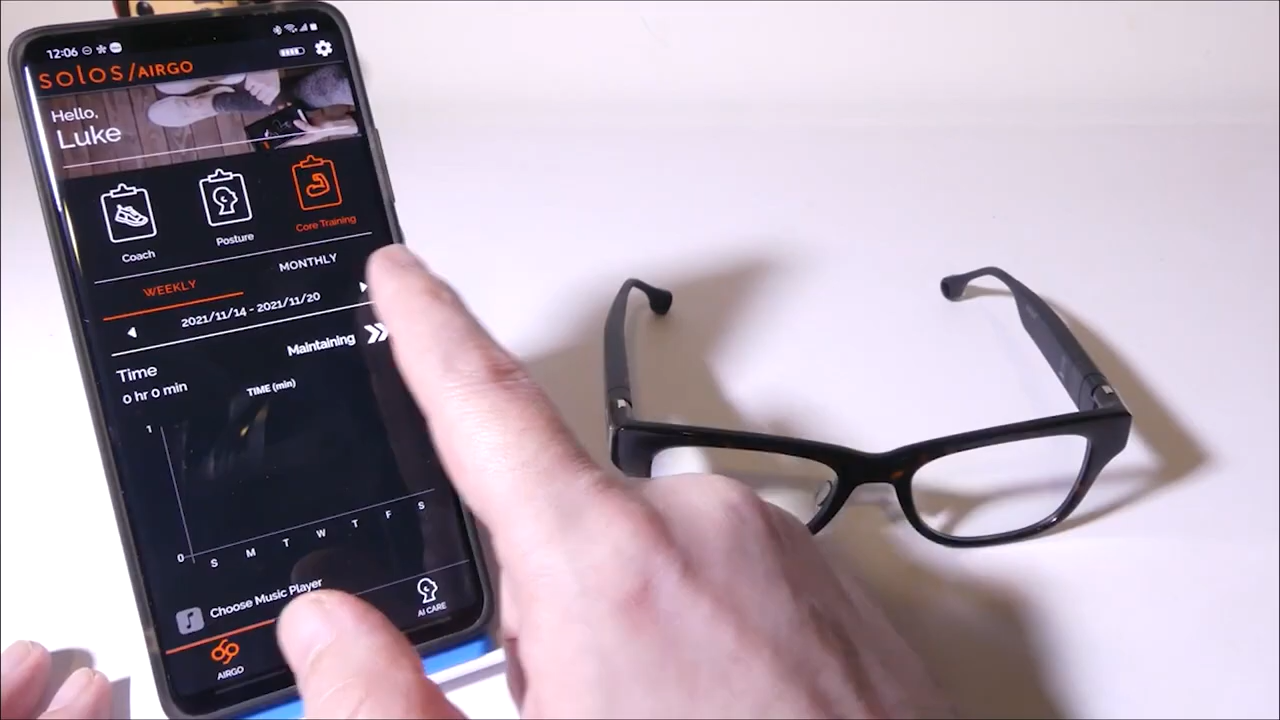 12:06
solos/AIRGO
Hello,
Luke
Coach
Posture
Core Training
WEEKLY
MONTHLY
2021/11/14 - 2021/11/20
Maintaining
Time
0 hr 0 min
TIME (min)
1
0
S M T W T F S
Choose Music Player
AIRGO
AI CARE